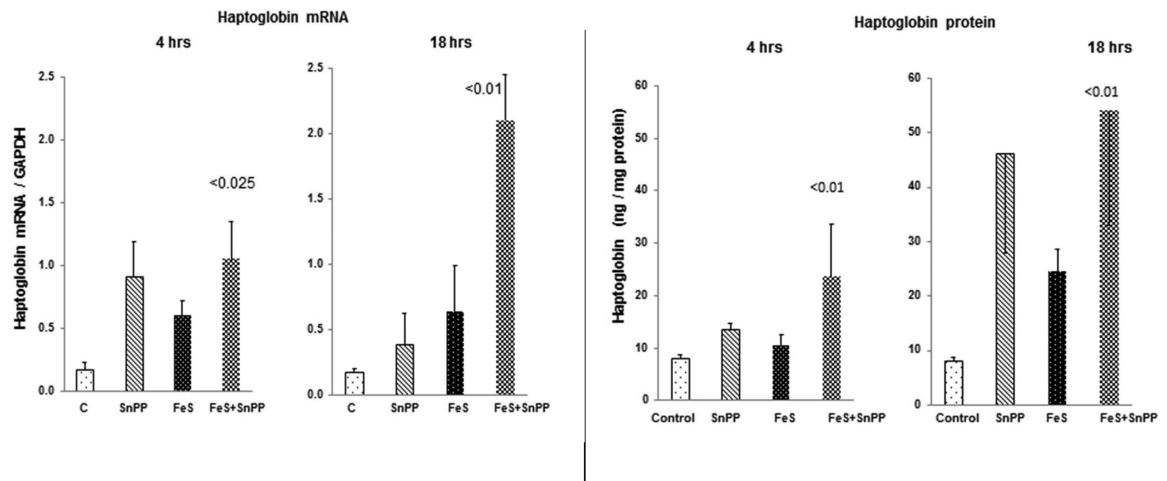 Haptoglobin mRNA
4 hrs
18 hrs
Haptoglobin mRNA / GAPDH
2.5
2.0
1.5
1.0
0.5
0.0
<0.025
C SnPP FeS FeS+SnPP
2.5
2.0
1.5
1.0
0.5
0.0
<0.01
C SnPP FeS FeS+SnPP
Haptoglobin protein
4 hrs
18 hrs
Haptoglobin (ng / mg protein)
60
50
40
30
20
10
0
<0.01
Control SnPP FeS FeS+SnPP
60
50
40
30
20
10
0
<0.01
Control SnPP FeS FeS+SnPP